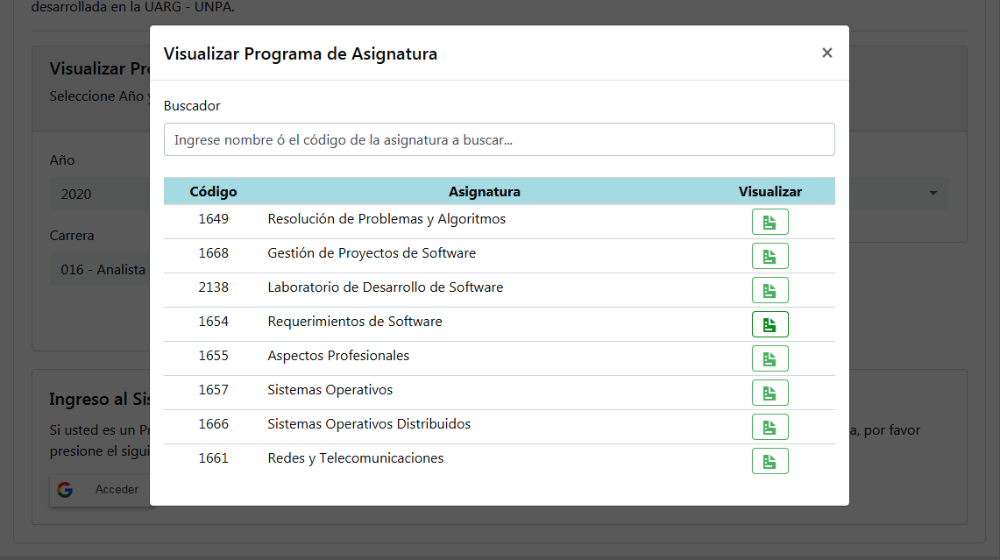 desarrollada en la UARG - UNPA.
Visualizar Programa de Asignatura
×
Visualizar Pr
Seleccione Año y
Buscador
Ingrese nombre ó el código de la asignatura a buscar...
Año
2020
Carrera
016 - Analista
Código Asignatura Visualizar
1649 Resolución de Problemas y Algoritmos
1668 Gestión de Proyectos de Software
2138 Laboratorio de Desarrollo de Software
1654 Requerimientos de Software
1655 Aspectos Profesionales
1657 Sistemas Operativos
1666 Sistemas Operativos Distribuidos
1661 Redes y Telecomunicaciones
Ingreso al Sis
Si usted es un Pr a, por favor
presione el sigui
Acceder